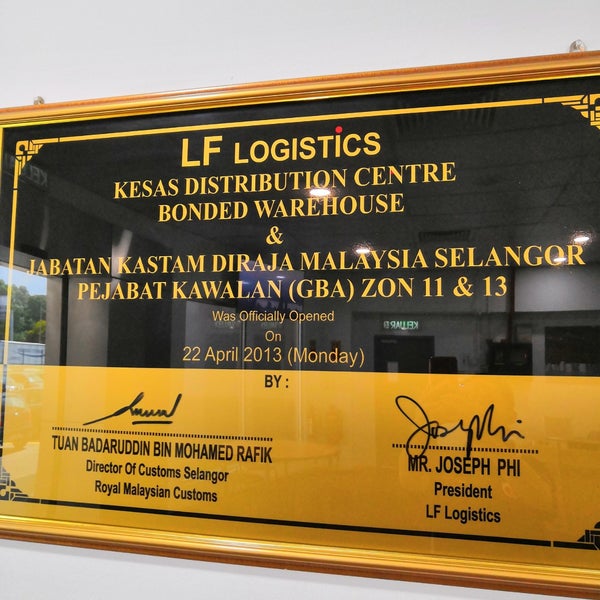 LF LOGISTICS
KESAS DISTRIBUTION CENTRE
BONDED WAREHOUSE
&
JABATAN KASTAM DIRAJA MALAYSIA SELANGOR
PEJABAT KAWALAN (GBA) ZON 11 & 13
Was Officially Opened
On
22 April 2013 (Monday)
BY :
TUAN BADARUDDIN BIN MOHAMED RAFIK
Director Of Customs Selangor
Royal Malaysian Customs
Josephi
MR. JOSEPH PHI
President
LF Logistics
KELUAR